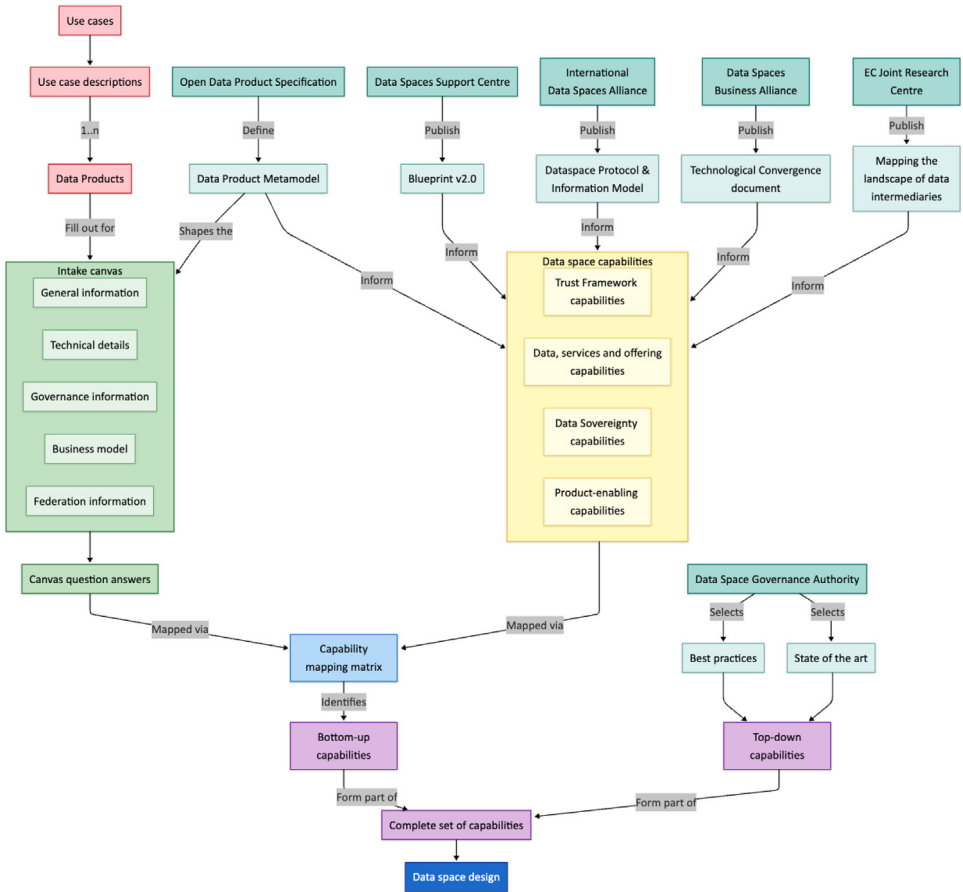 Use cases
Use case descriptions
Open Data Product Specification
Data Spaces Support Centre
International
Data Spaces Alliance
Data Spaces
Business Alliance
EC Joint Research
Centre
1..n
Define
Publish
Publish
Publish
Publish
Data Products
Data Product Metamodel
Blueprint v2.0
Dataspace Protocol &
Information Model
Technological Convergence
document
Mapping the
landscape of data
intermediaries
Fill out for
Shapes the
Inform
Inform
Inform
Inform
Inform
Intake canvas
General information
Technical details
Governance information
Business model
Federation information
Data space capabilities
Trust Framework
capabilities
Data, services and offering
capabilities
Data Sovereignty
capabilities
Product-enabling
capabilities
Canvas question answers
Data Space Governance Authority
Mapped via
Mapped via
Selects
Selects
Capability
mapping matrix
Best practices
State of the art
Identifies
Bottom-up
capabilities
Top-down
capabilities
Form part of
Form part of
Complete set of capabilities
Data space design